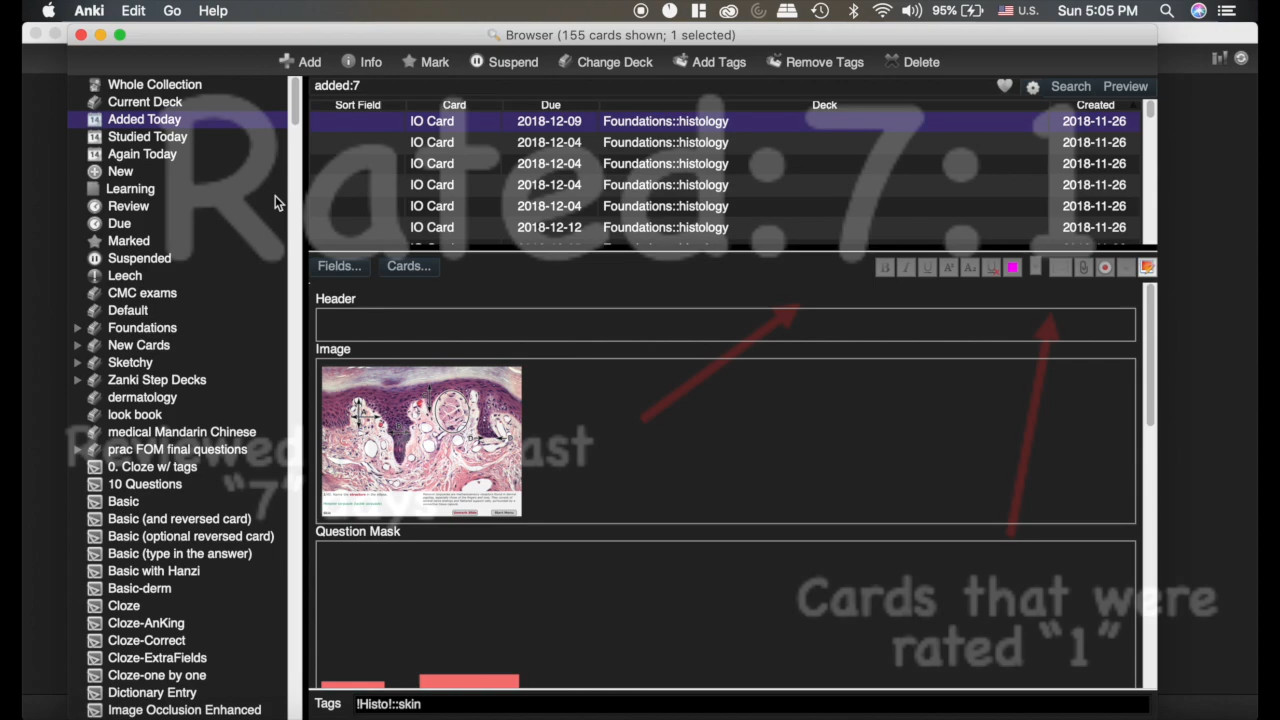 Anki Edit Go Help 95% U.S. Sun 5:05 PM
Browser (155 cards shown; 1 selected)
Add Info Mark Suspend Change Deck Add Tags Remove Tags Delete
added:7 Search Preview
Sort Field Card Due Deck Created
IO Card 2018-12-09 Foundations::histology 2018-11-26
IO Card 2018-12-04 Foundations::histology 2018-11-26
IO Card 2018-12-04 Foundations::histology 2018-11-26
IO Card 2018-12-04 Foundations::histology 2018-11-26
IO Card 2018-12-04 Foundations::histology 2018-11-26
IO Card 2018-12-12 Foundations::histology 2018-11-26
Rated:7:1
Whole Collection
Current Deck
14 Added Today
14 Studied Today
14 Again Today
New
Learning
Review
Due
Marked
Suspended
Leech
CMC exams
Default
Foundations
New Cards
Sketchy
Zanki Step Decks
dermatology
look book
medical Mandarin Chinese
prac FOM final questions
0. Cloze w/ tags
10 Questions
Basic
Basic (and reversed card)
Basic (optional reversed card)
Basic (type in the answer)
Basic with Hanzi
Basic-derm
Cloze
Cloze-AnKing
Cloze-Correct
Cloze-ExtraFields
Cloze-one by one
Dictionary Entry
Image Occlusion Enhanced
Fields... Cards...
Header
Image
Reviewed
"7"
Question Mask
Cards that were
rated "1"
Tags !Histo!::skin